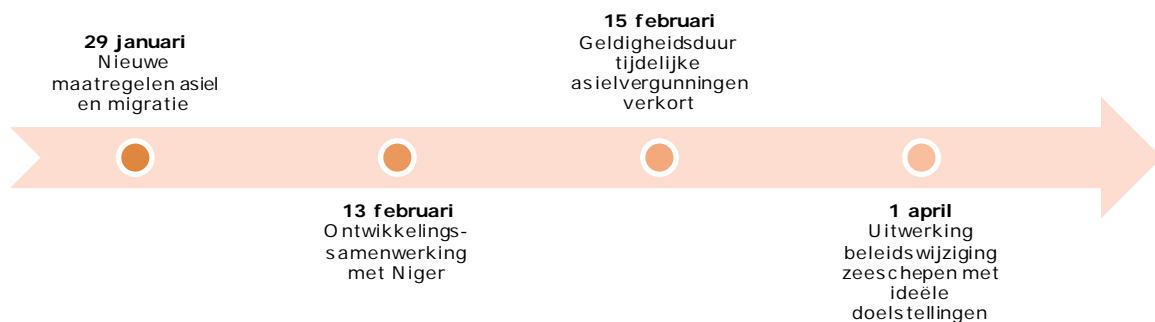 29 januari
Nieuwe
maatregelen asiel
en migratie
13 februari
Ontwikkelings-
samenwerking
met Niger
15 februari
Geldigheidsduur
tijdelijke
asielvergunningen
verkort
1 april
Uitwerking
beleidswijziging
zeeschepen met
ideële
doelstellingen